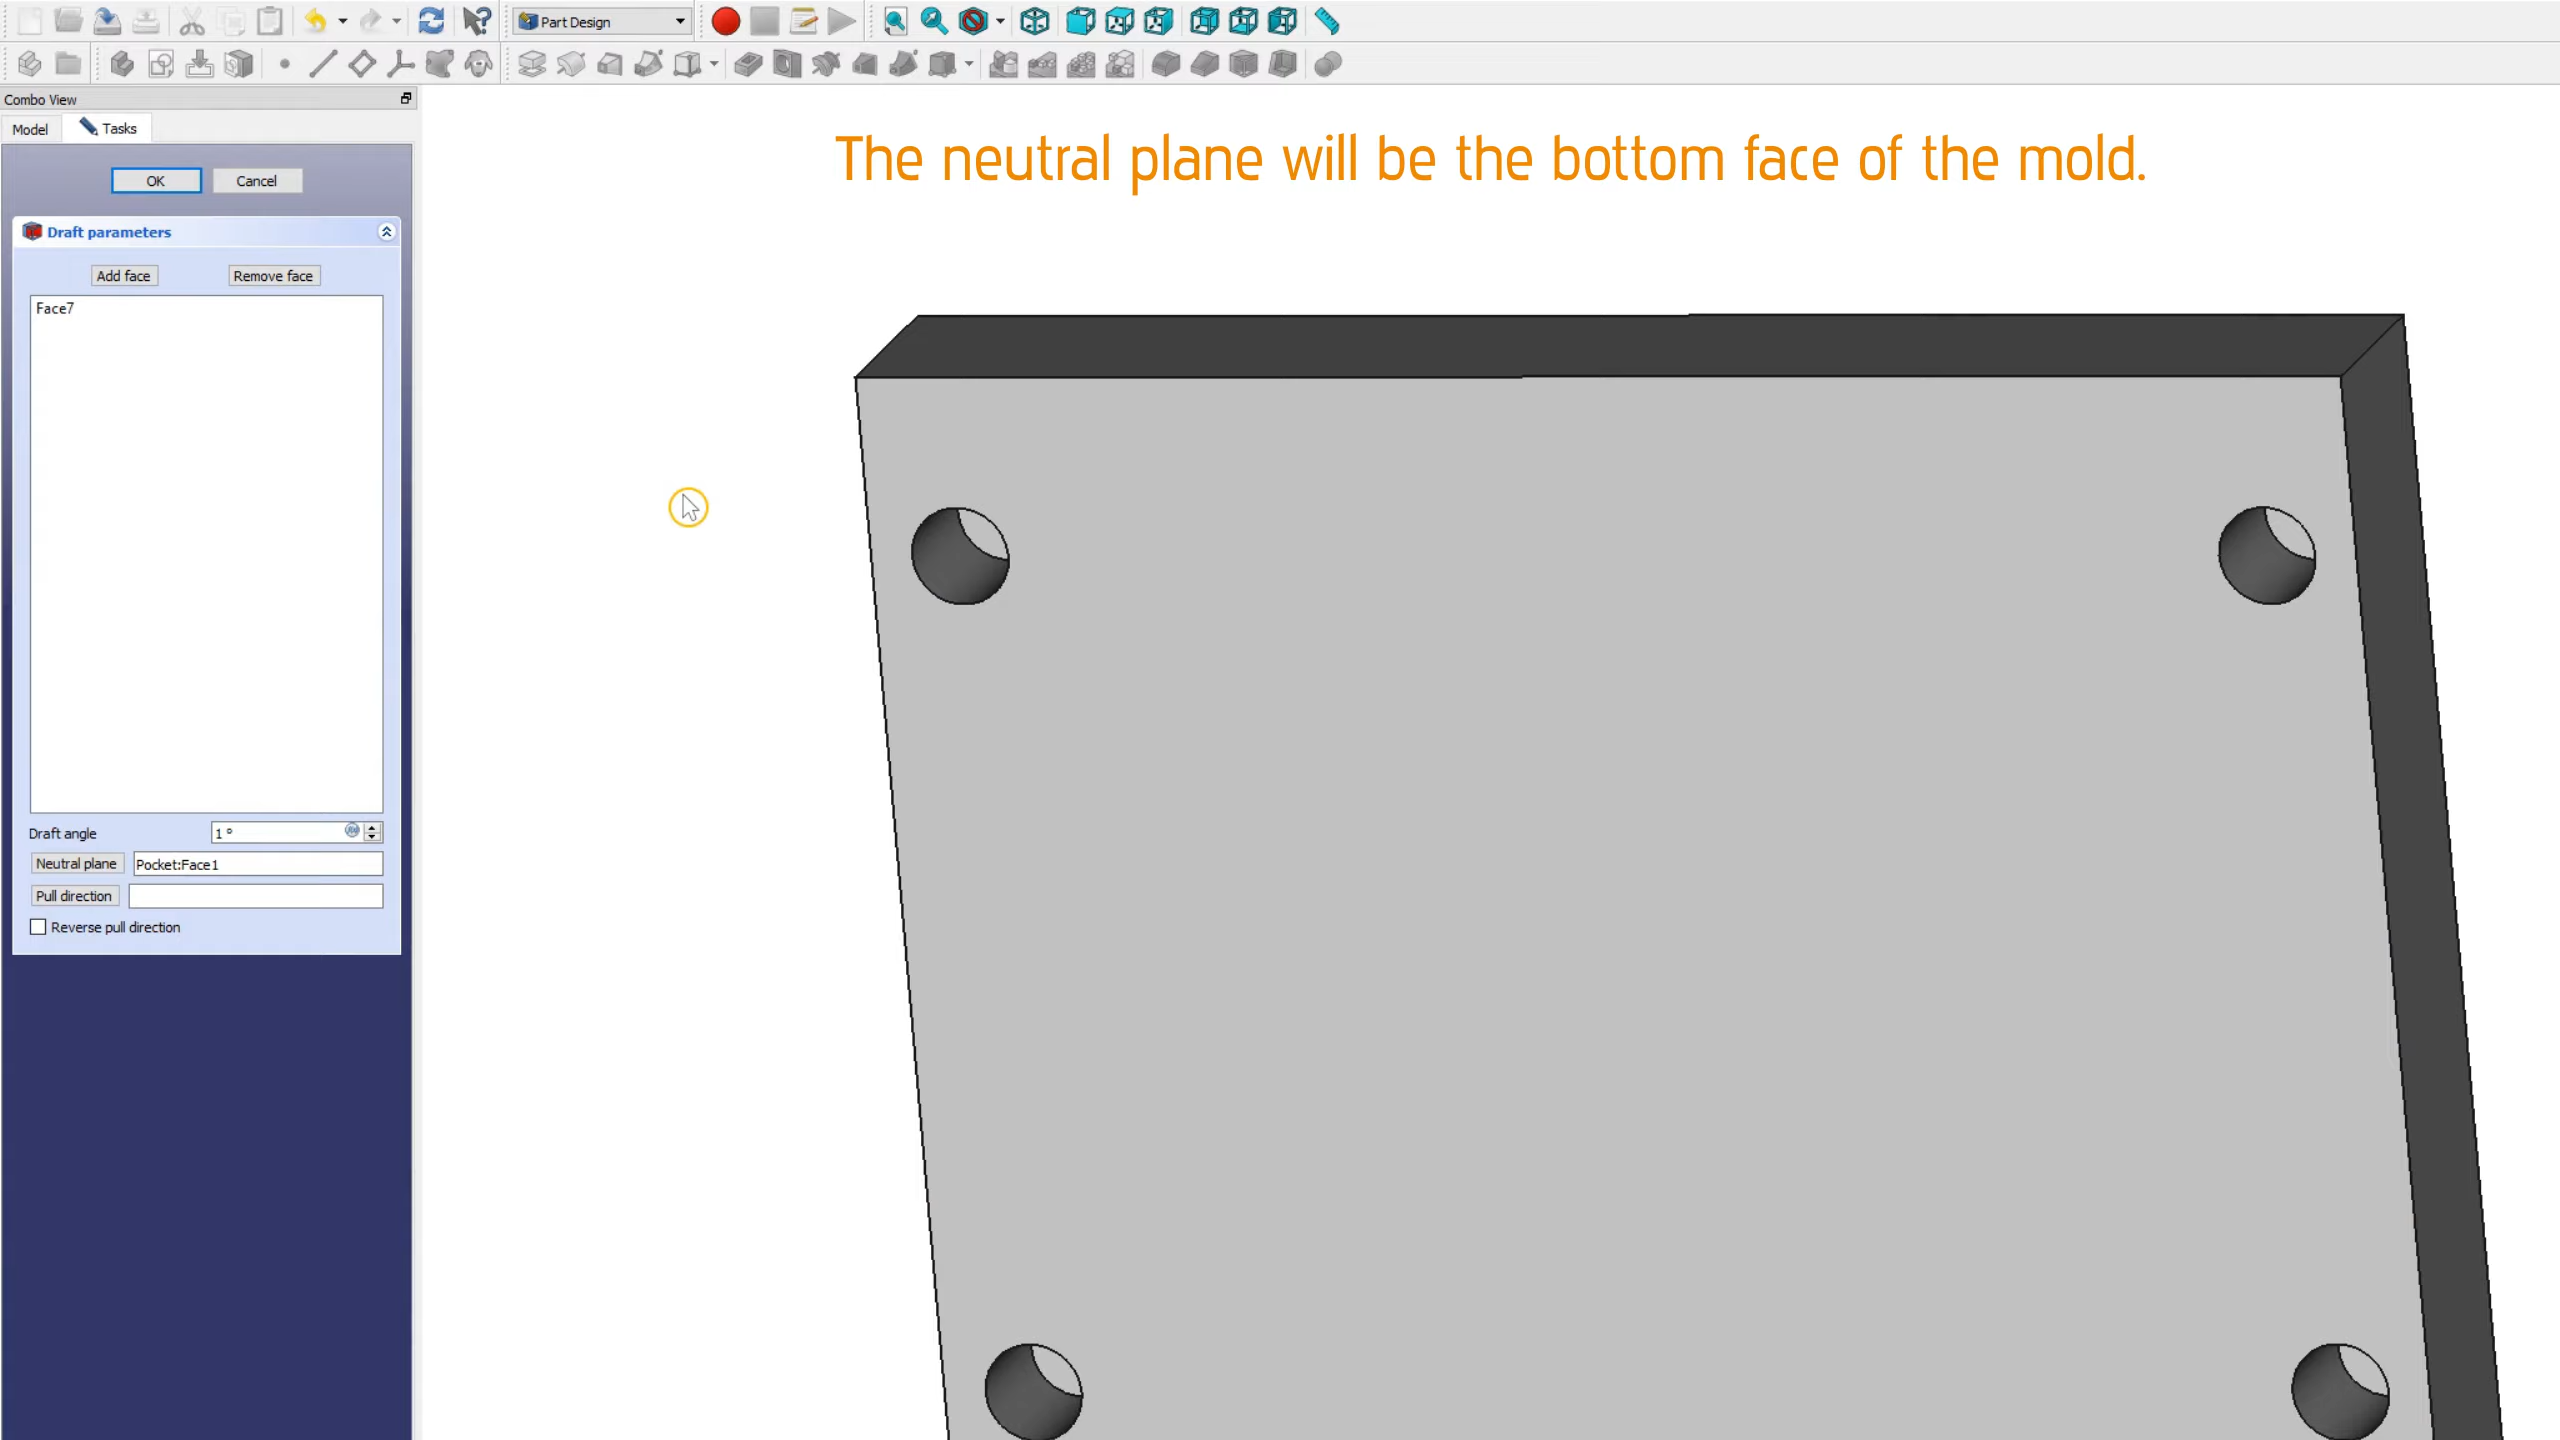 Part Design
Combo View
Model
Tasks
The neutral plane will be the bottom face of the mold.
OK
Cancel
Draft parameters
Add face
Remove face
Face7
Draft angle
1 °
Neutral plane
Pocket:Face1
Pull direction
Reverse pull direction